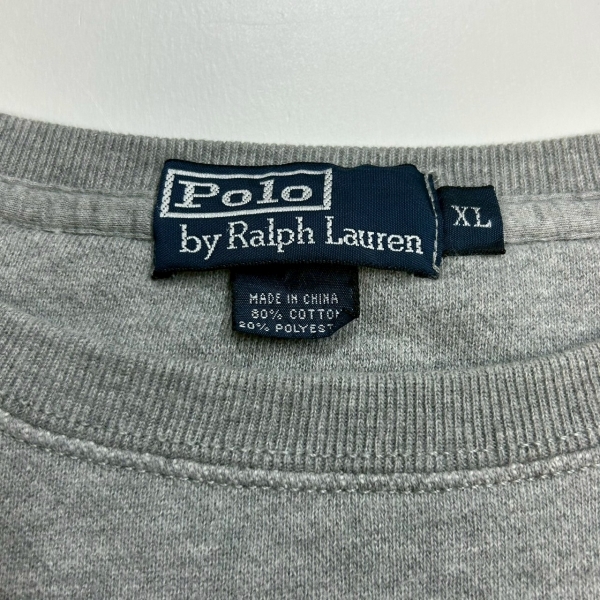 Polo
by Ralph Lauren
XL
MADE IN CHINA
80% COTTON
20% POLYEST